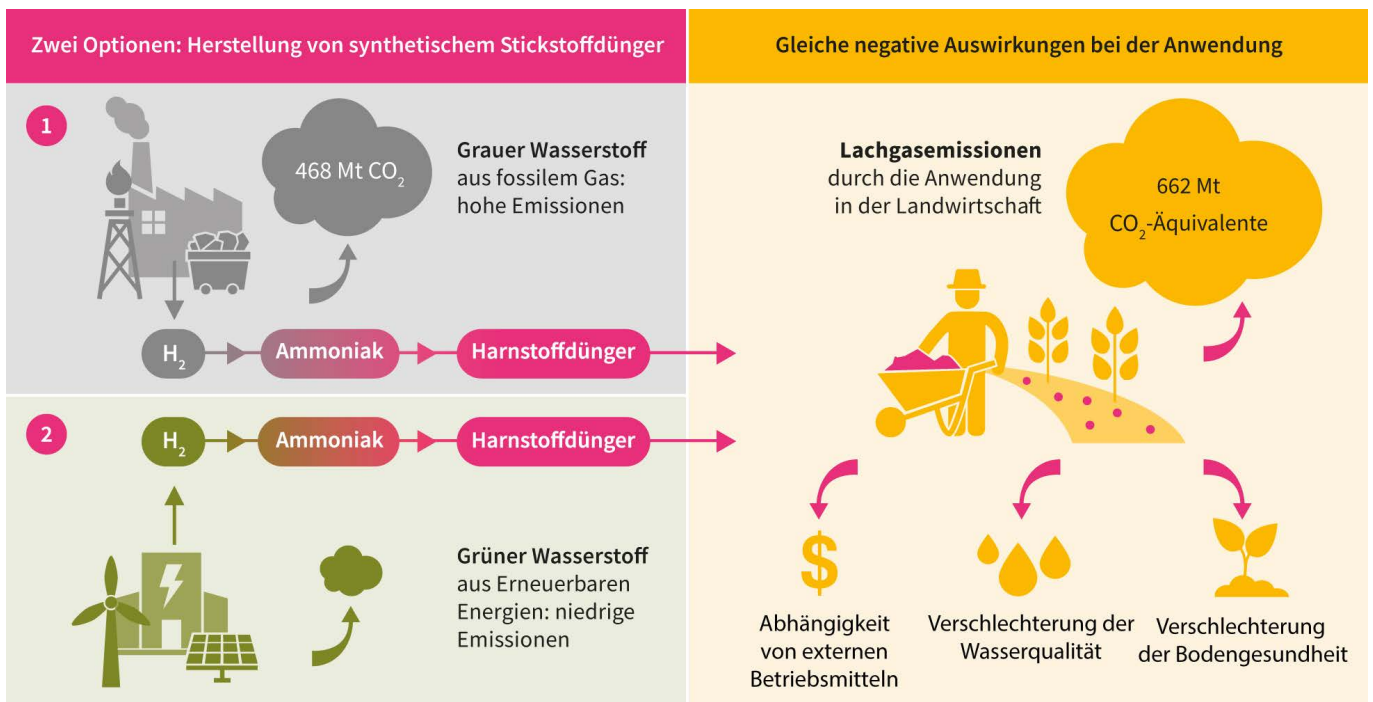 Zwei Optionen: Herstellung von synthetischem Stickstoffdünger
1
468 Mt CO₂
Grauer Wasserstoff
aus fossilem Gas:
hohe Emissionen
H₂
Ammoniak
Harnstoffdünger
2
H₂
Ammoniak
Harnstoffdünger
Grüner Wasserstoff
aus Erneuerbaren
Energien: niedrige
Emissionen
Gleiche negative Auswirkungen bei der Anwendung
Lachgasemissionen
durch die Anwendung
in der Landwirtschaft
662 Mt
CO₂-Äquivalente
$
Abhängigkeit
von externen
Betriebsmitteln
Verschlechterung der
Wasserqualität
Verschlechterung
der Bodengesundheit